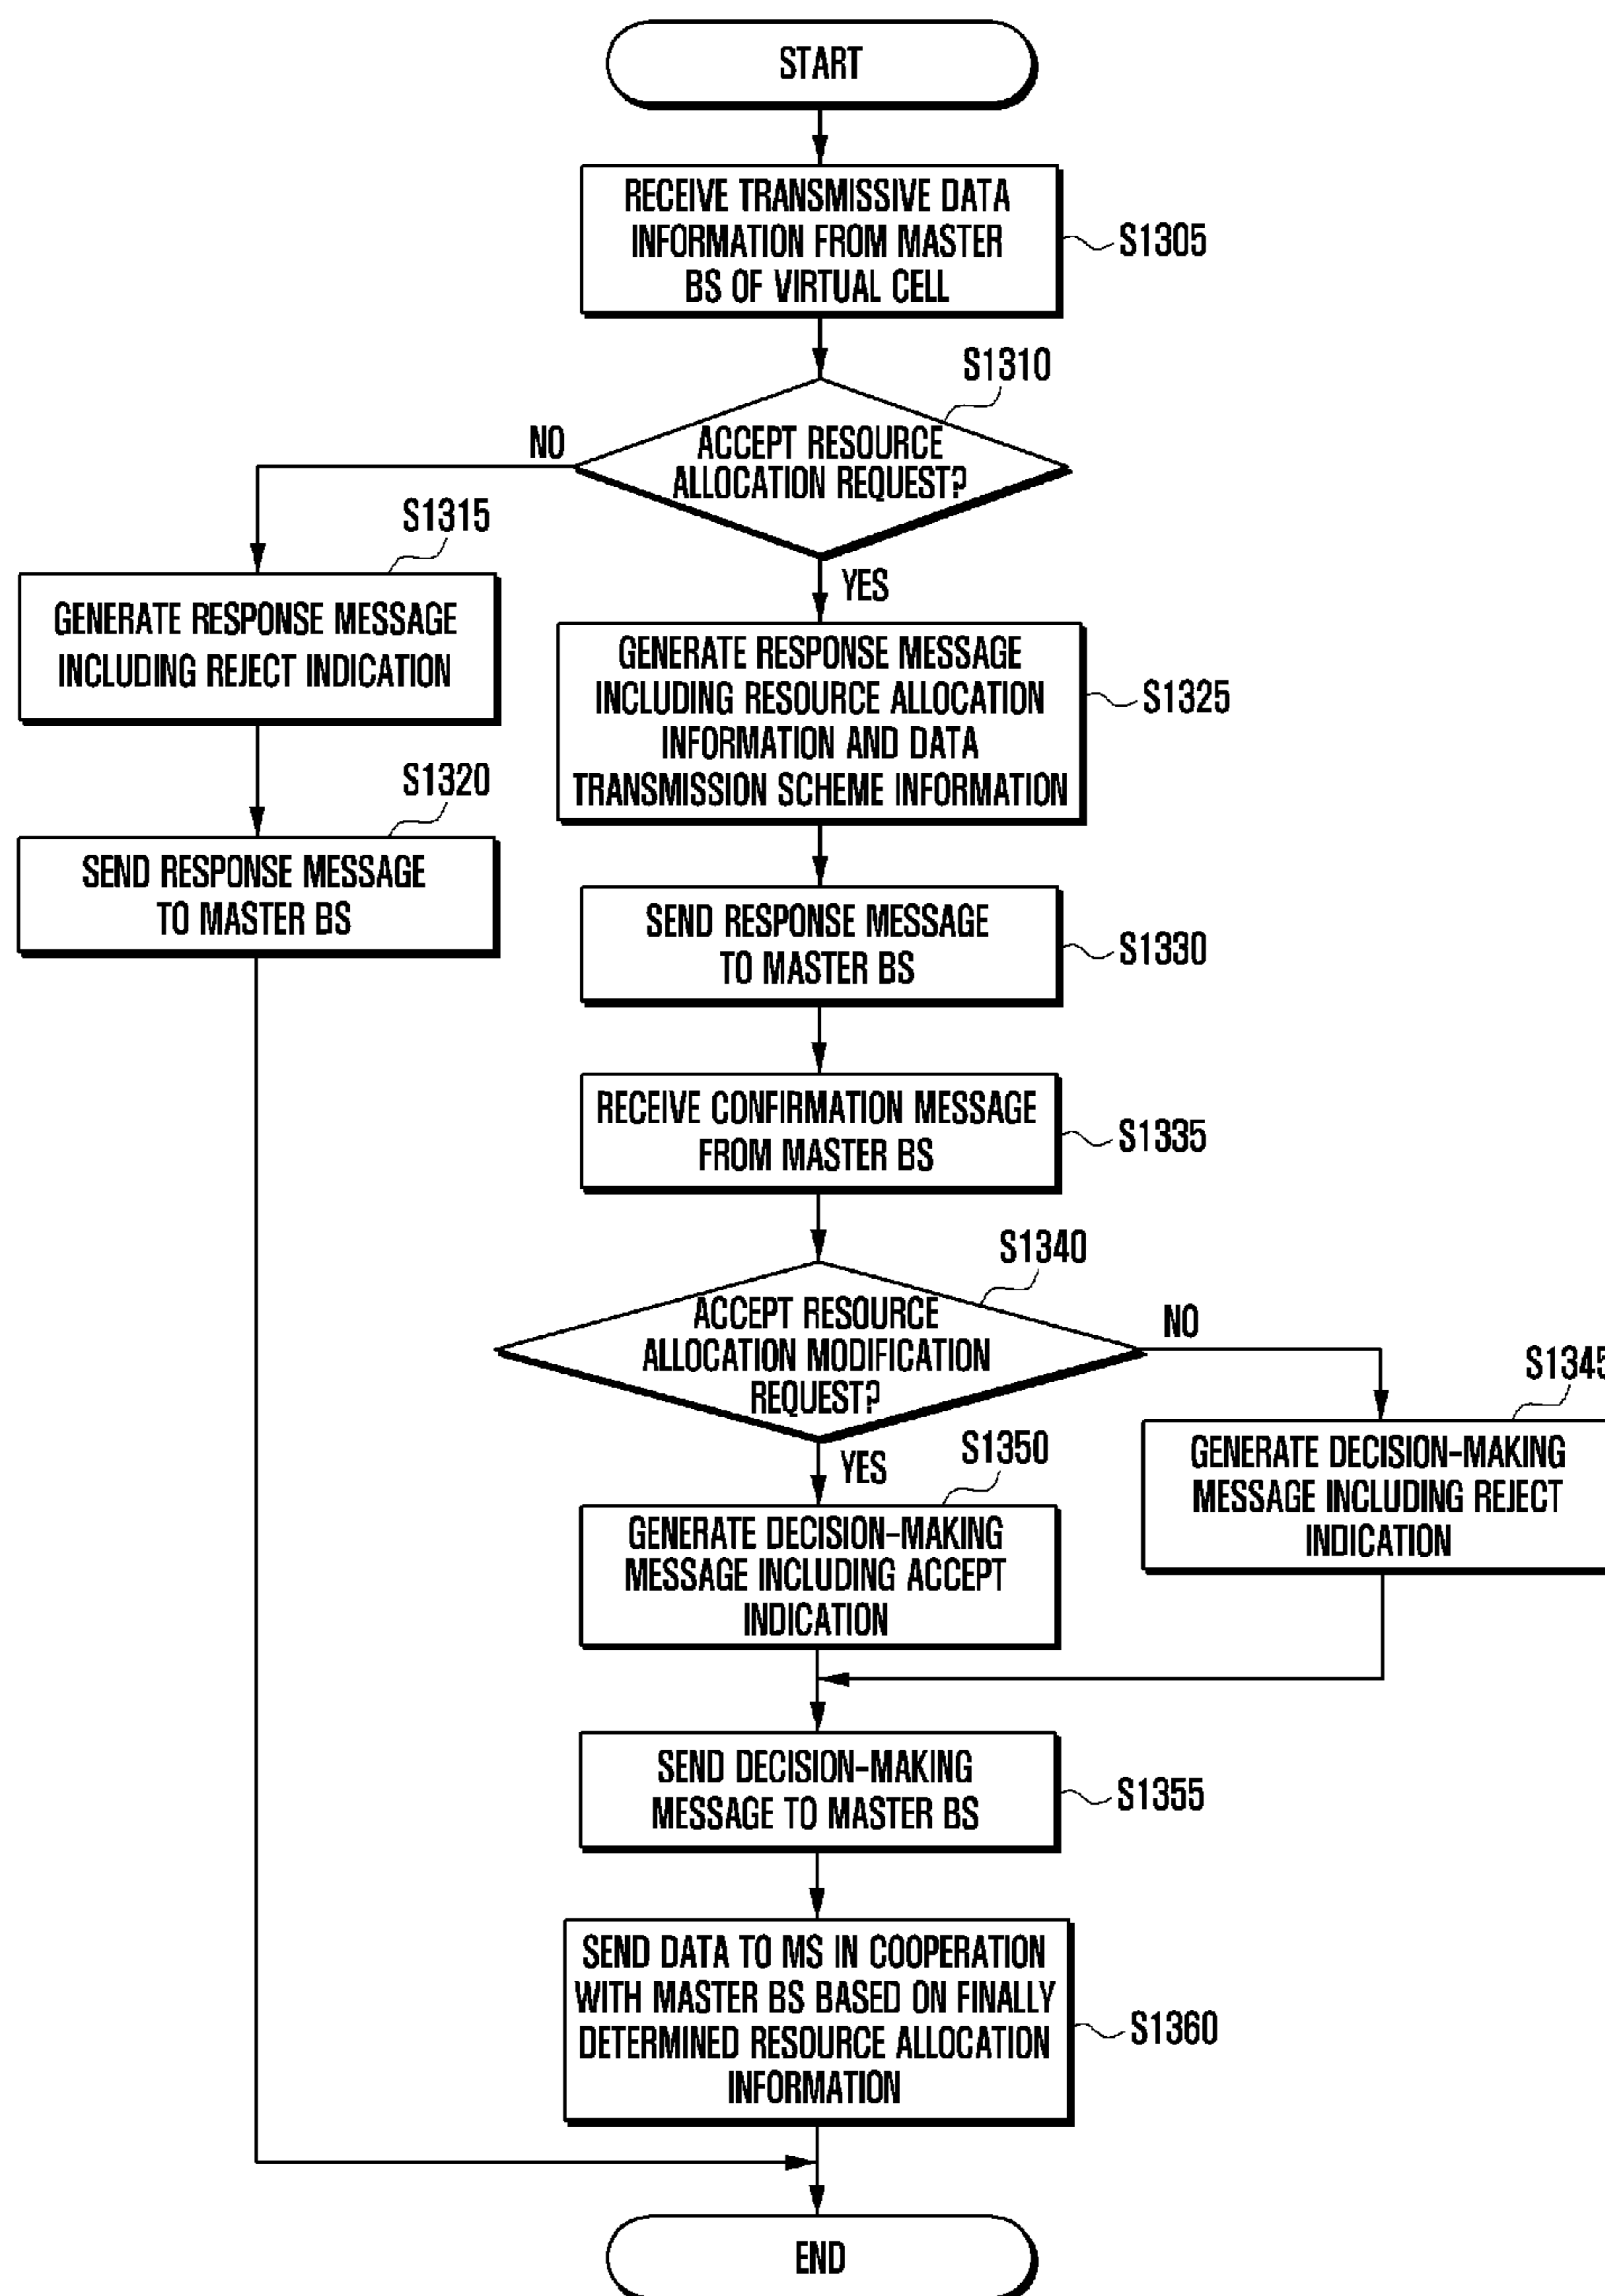 START
RECEIVE TRANSMISSIVE DATA
INFORMATION FROM MASTER
BS OF VIRTUAL CELL
S1305
S1310
ACCEPT RESOURCE
ALLOCATION REQUEST?
NO
YES
S1315
GENERATE RESPONSE MESSAGE
INCLUDING REJECT INDICATION
S1320
SEND RESPONSE MESSAGE
TO MASTER BS
GENERATE RESPONSE MESSAGE
INCLUDING RESOURCE ALLOCATION
INFORMATION AND DATA
TRANSMISSION SCHEME INFORMATION
S1325
SEND RESPONSE MESSAGE
TO MASTER BS
S1330
RECEIVE CONFIRMATION MESSAGE
FROM MASTER BS
S1335
S1340
ACCEPT RESOURCE
ALLOCATION MODIFICATION
REQUEST?
NO
YES
S1345
GENERATE DECISION-MAKING
MESSAGE INCLUDING REJECT
INDICATION
S1350
GENERATE DECISION-MAKING
MESSAGE INCLUDING ACCEPT
INDICATION
SEND DECISION-MAKING
MESSAGE TO MASTER BS
S1355
SEND DATA TO MS IN COOPERATION
WITH MASTER BS BASED ON FINALLY
DETERMINED RESOURCE ALLOCATION
INFORMATION
S1360
END